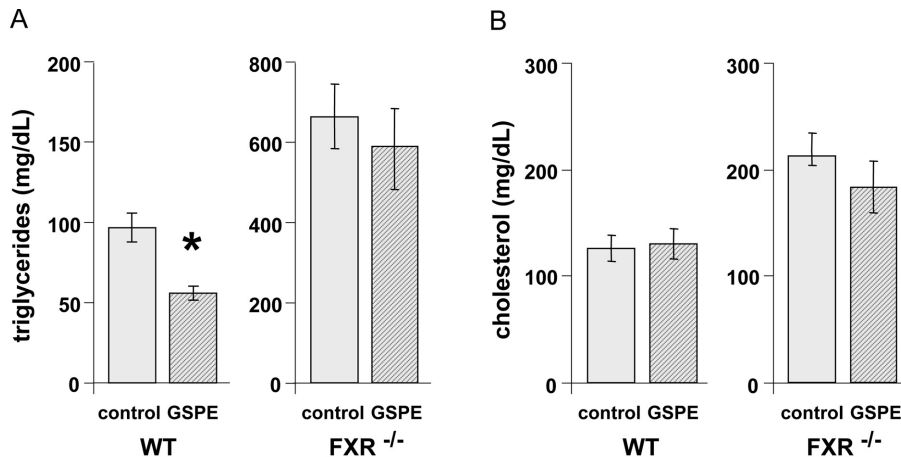 A
triglycerides (mg/dL)
200
150
100
50
0
*
control GSPE
WT
800
600
400
200
0
control GSPE
FXR -/-
B
cholesterol (mg/dL)
300
200
100
0
control GSPE
WT
300
200
100
0
control GSPE
FXR -/-